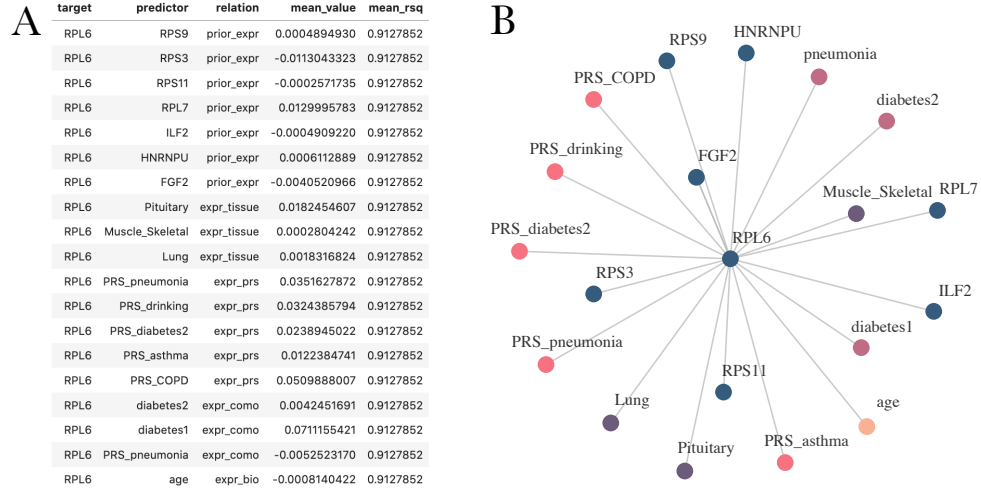 A
target predictor relation mean_value mean_rsq
RPL6 RPS9 prior_expr 0.0004894930 0.9127852
RPL6 RPS3 prior_expr -0.0113043323 0.9127852
RPL6 RPS11 prior_expr -0.0002571735 0.9127852
RPL6 RPL7 prior_expr 0.0129995783 0.9127852
RPL6 ILF2 prior_expr -0.0004909220 0.9127852
RPL6 HNRNPU prior_expr 0.0006112889 0.9127852
RPL6 FGF2 prior_expr -0.0040520966 0.9127852
RPL6 Pituitary expr_tissue 0.0182454607 0.9127852
RPL6 Muscle_Skeletal expr_tissue 0.0002804242 0.9127852
RPL6 Lung expr_tissue 0.0018316824 0.9127852
RPL6 PRS_pneumonia expr_prs 0.0351627872 0.9127852
RPL6 PRS_drinking expr_prs 0.0324385794 0.9127852
RPL6 PRS_diabetes2 expr_prs 0.0238945022 0.9127852
RPL6 PRS_asthma expr_prs 0.0122384741 0.9127852
RPL6 PRS_COPD expr_prs 0.0509888007 0.9127852
RPL6 diabetes2 expr_como 0.0042451691 0.9127852
RPL6 diabetes1 expr_como 0.0711155421 0.9127852
RPL6 PRS_pneumonia expr_como -0.0052523170 0.9127852
RPL6 age expr_bio -0.0008140422 0.9127852
B
RPS9
HNRNPU
pneumonia
PRS_COPD
diabetes2
PRS_drinking
FGF2
Muscle_Skeletal
RPL7
PRS_diabetes2
RPL6
RPS3
ILF2
diabetes1
PRS_pneumonia
RPS11
Lung
age
Pituitary
PRS_asthma